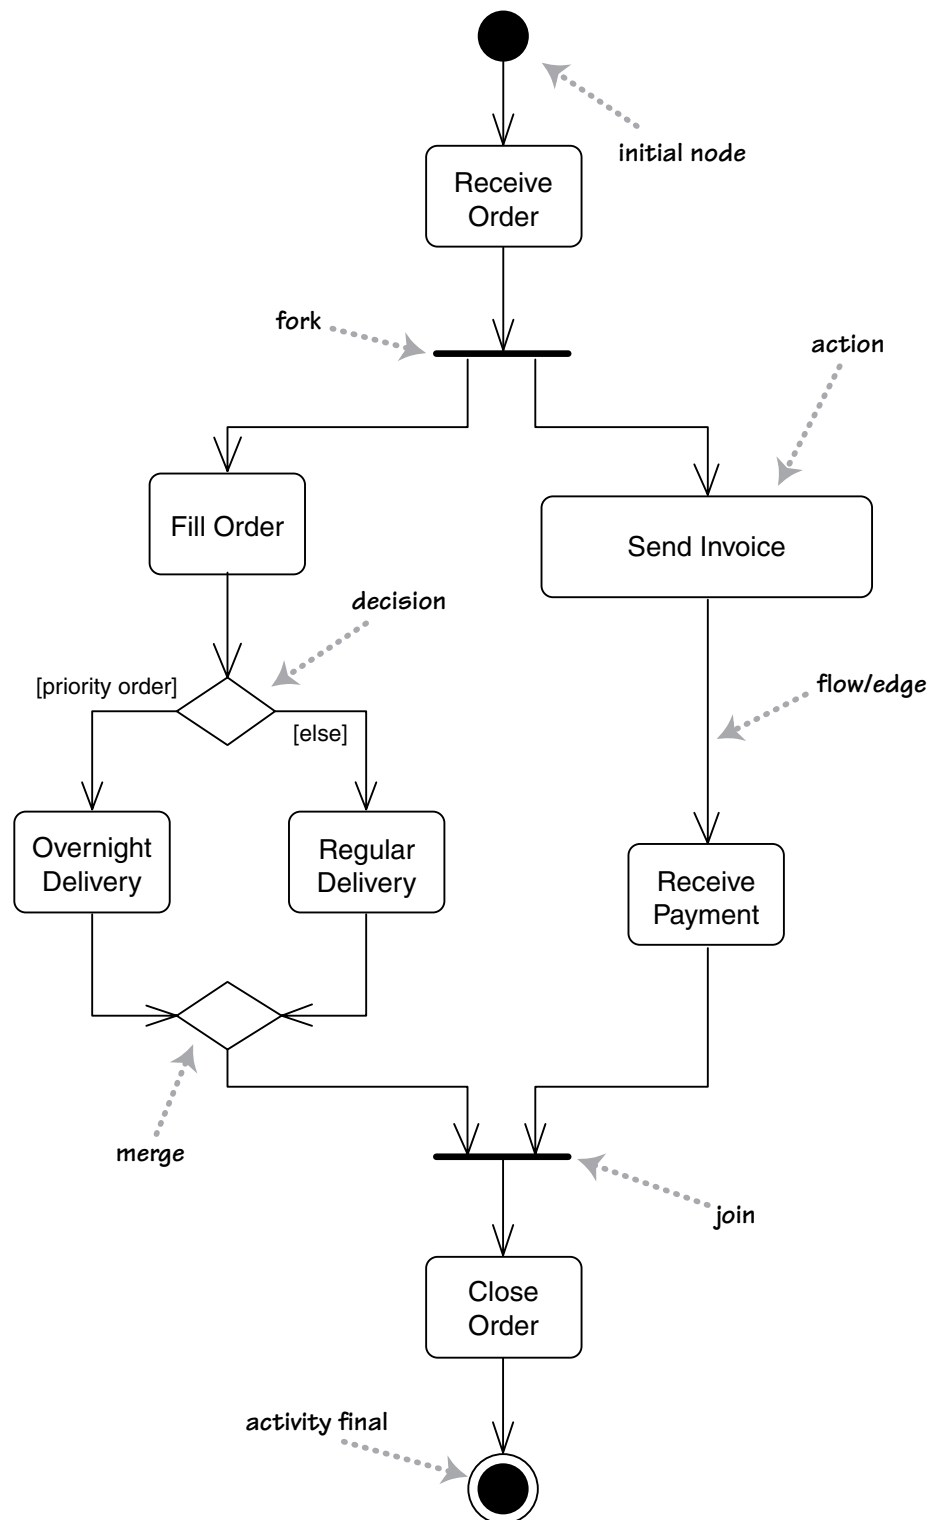 initial node
Receive
Order
fork
action
Fill Order
Send Invoice
decision
[priority order]
[else]
flow/edge
Overnight
Delivery
Regular
Delivery
Receive
Payment
merge
join
Close
Order
activity final